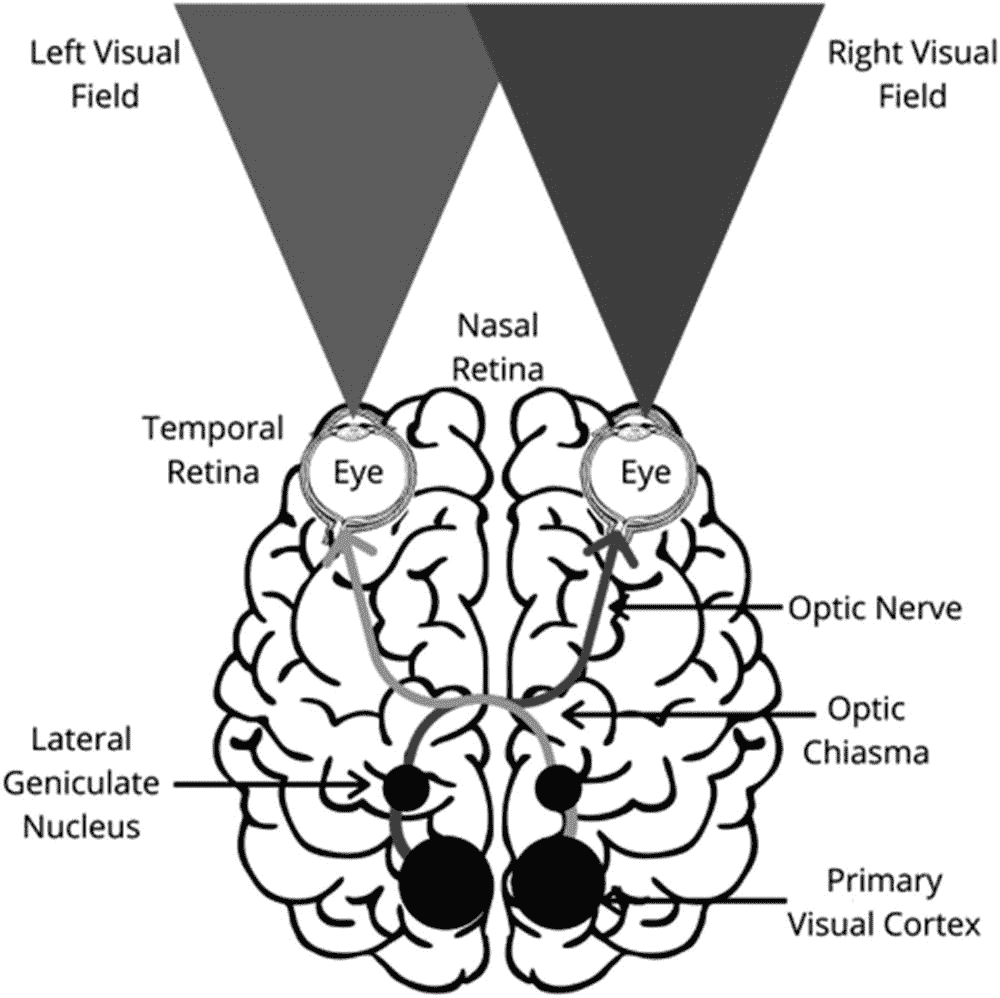 Left Visual
Field
Right Visual
Field
Nasal
Retina
Temporal
Retina
Eye
Eye
Optic Nerve
Optic
Chiasma
Lateral
Geniculate
Nucleus
Primary
Visual Cortex